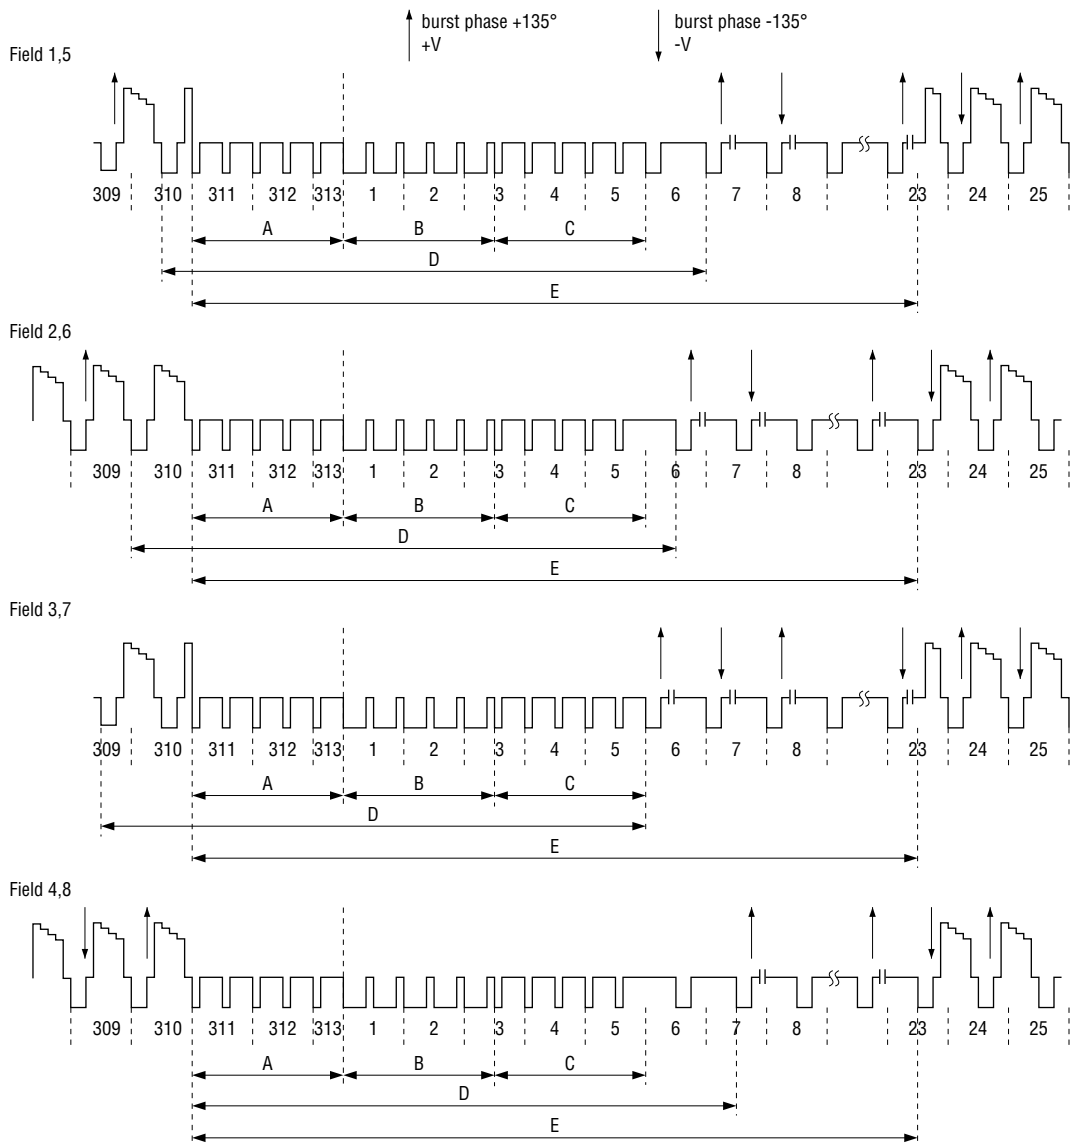 burst phase +135°
+V
burst phase -135°
-V
Field 1,5
309 310 311 312 313 1 2 3 4 5 6 7 8 23 24 25
A B C
D
E
Field 2,6
309 310 311 312 313 1 2 3 4 5 6 7 8 23 24 25
A B C
D
E
Field 3,7
309 310 311 312 313 1 2 3 4 5 6 7 8 23 24 25
A B C
D
E
Field 4,8
309 310 311 312 313 1 2 3 4 5 6 7 8 23 24 25
A B C
D
E